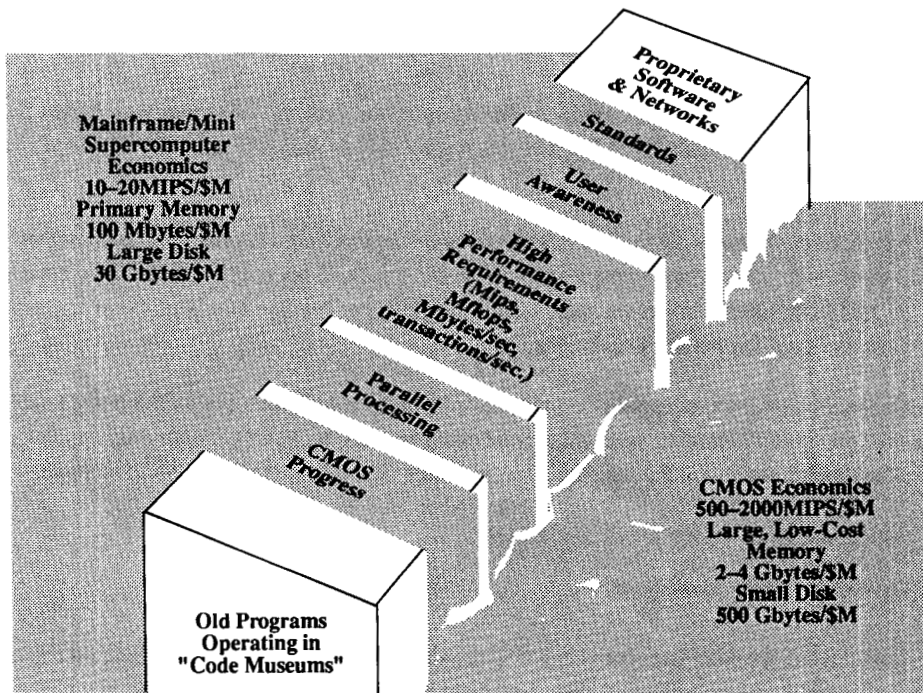 Proprietary
Software
& Networks
Standards
User
Awareness
High
Performance
Requirements
(Mips,
Mflops,
Mbytes/sec,
transactions/sec.)
Parallel
Processing
CMOS
Progress
Old Programs
Operating in
"Code Museums"
Mainframe/Mini
Supercomputer
Economics
10–20MIPS/$M
Primary Memory
100 Mbytes/$M
Large Disk
30 Gbytes/$M
CMOS Economics
500–2000MIPS/$M
Large, Low-Cost
Memory
2–4 Gbytes/$M
Small Disk
500 Gbytes/$M